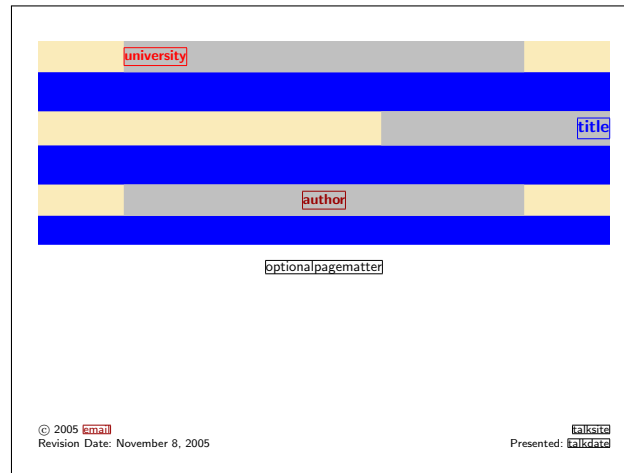 university
title
author
optionalpagematter
© 2005 email
talksite
Revision Date: November 8, 2005
Presented: talkdate